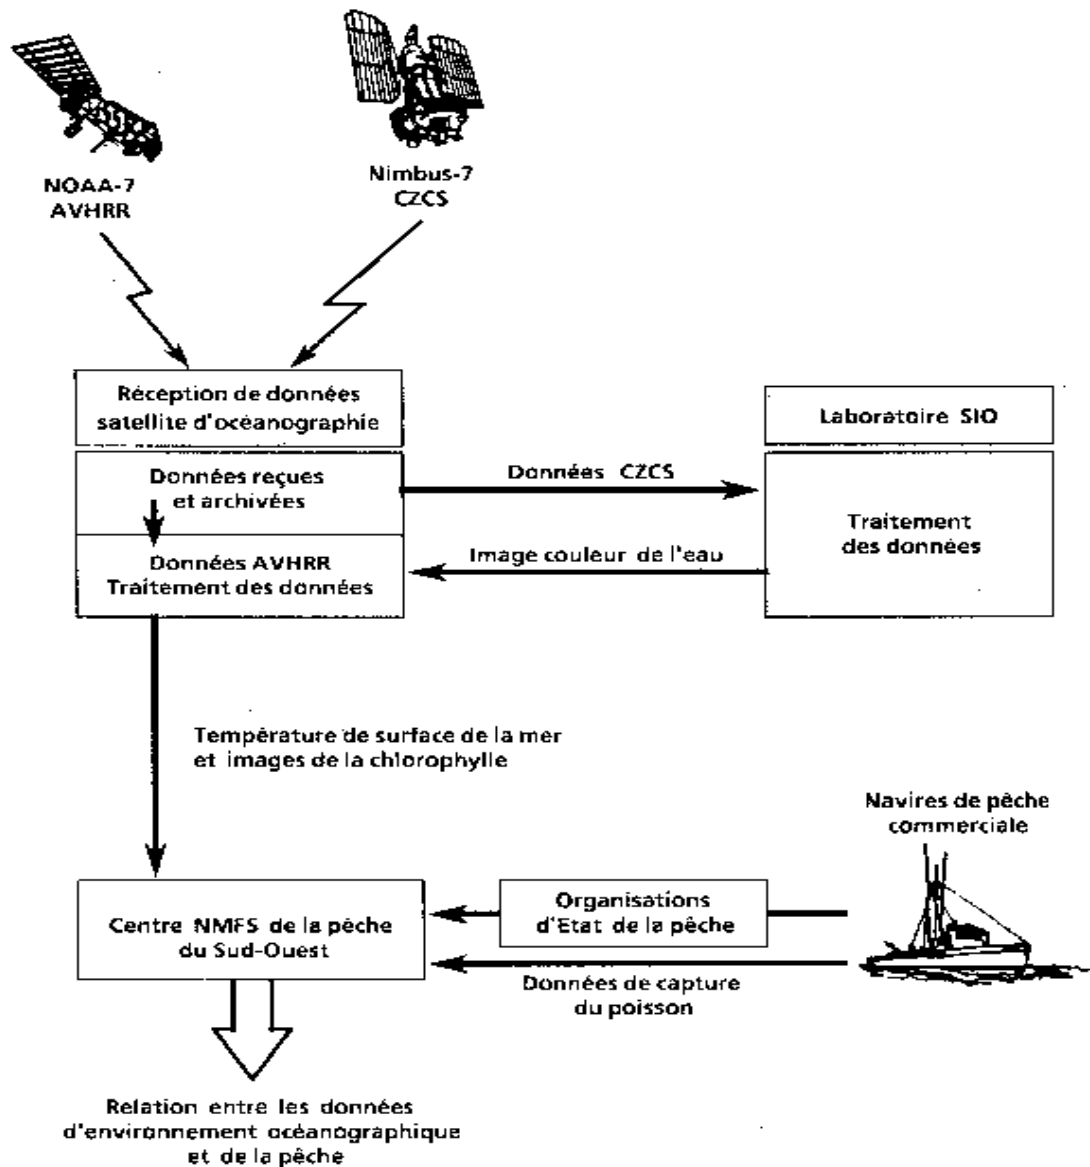 NOAA-7
AVHRR
Nimbus-7
CZCS
Réception de données
satellite d'océanographie
Laboratoire SIO
Données reçues
et archivées
Données CZCS
Traitement
des données
Données AVHRR
Traitement des données
Image couleur de l'eau
Température de surface de la mer
et images de la chlorophylle
Navires de pêche
commerciale
Centre NMFS de la pêche
du Sud-Ouest
Organisations
d'Etat de la pêche
Données de capture
du poisson
Relation entre les données
d'environnement océanographique
et de la pêche